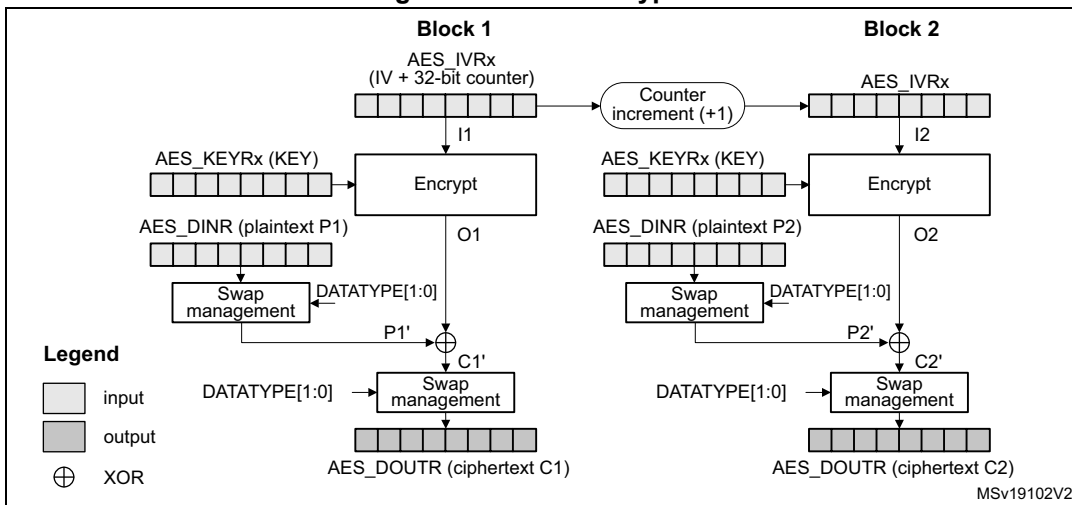 Block 1
Block 2
AES_IVRx
(IV + 32-bit counter)
Counter
increment (+1)
AES_IVRx
I1
I2
AES_KEYRx (KEY)
Encrypt
AES_KEYRx (KEY)
Encrypt
AES_DINR (plaintext P1)
O1
AES_DINR (plaintext P2)
O2
Swap
management
DATATYPE[1:0]
Swap
management
DATATYPE[1:0]
P1'
P2'
C1'
C2'
DATATYPE[1:0]
Swap
management
DATATYPE[1:0]
Swap
management
AES_DOUTR (ciphertext C1)
AES_DOUTR (ciphertext C2)
Legend
input
output
XOR
MSv19102V2